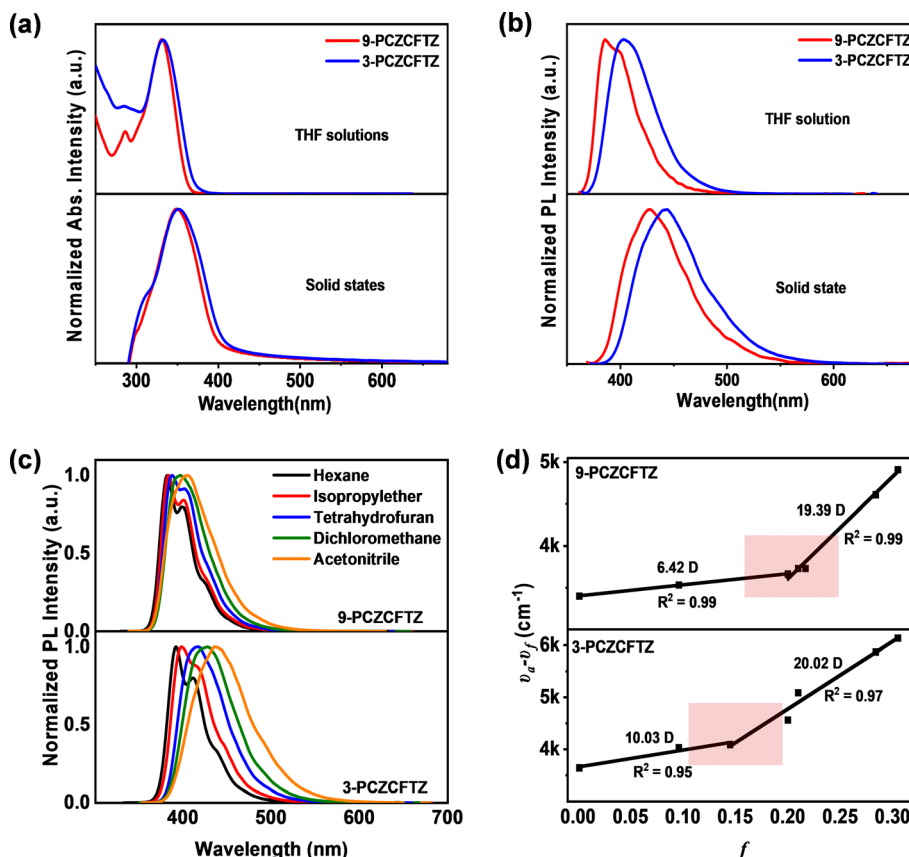 (a)
9-PCZCFTZ
3-PCZCFTZ
THF solutions
Solid states
Normalized Abs. Intensity (a.u.)
300 400 500 600
Wavelength(nm)
(b)
9-PCZCFTZ
3-PCZCFTZ
THF solution
Solid state
Normalized PL Intensity (a.u.)
400 500 600
Wavelength(nm)
(c)
Hexane
Isopropylether
Tetrahydrofuran
Dichloromethane
Acetonitrile
9-PCZCFTZ
3-PCZCFTZ
Normalized PL Intensity (a.u.)
1.0
0.5
0.0
1.0
0.5
0.0
400 500 600 700
Wavelength (nm)
(d)
9-PCZCFTZ
5k
4k
6.42 D
R² = 0.99
19.39 D
R² = 0.99
3-PCZCFTZ
6k
5k
4k
10.03 D
R² = 0.95
20.02 D
R² = 0.97
υa-υf (cm⁻¹)
0.00 0.10 0.15 0.20 0.25 0.30
f